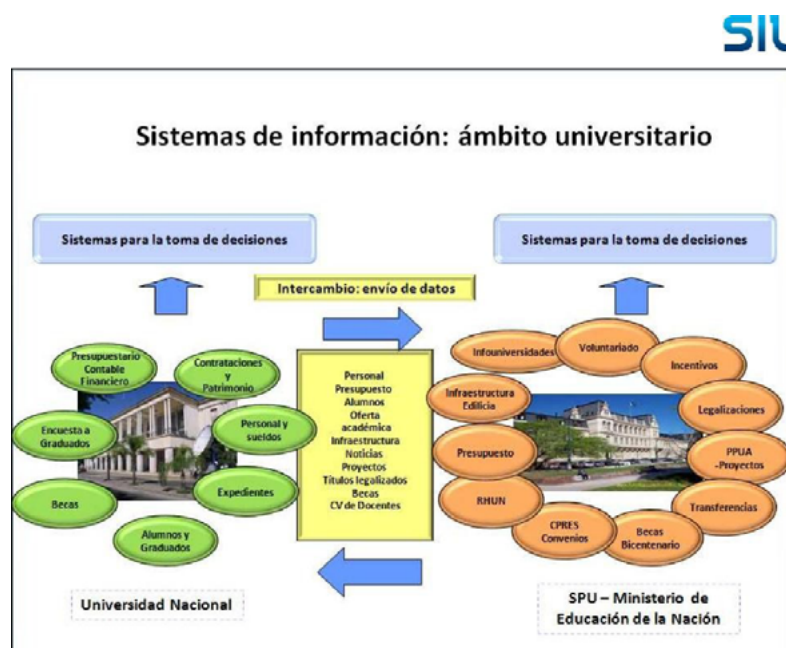 SIU
Sistemas de información: ámbito universitario
Sistemas para la toma de decisiones
Sistemas para la toma de decisiones
Intercambio: envío de datos
Presupuestario
Contable
Financiero
Contrataciones
y
Patrimonio
Encuesta a
Graduados
Personal y
sueldos
Becas
Expedientes
Alumnos y
Graduados
Personal
Presupuesto
Alumnos
Oferta
académica
Infraestructura
Noticias
Proyectos
Títulos legalizados
Becas
CV de Docentes
Infouniversidades
Voluntariado
Incentivos
Infraestructura
Edilicia
Legalizaciones
Presupuesto
PPUA
-Proyectos
RHUN
Transferencias
CPRES
Convenios
Becas
Bicentenario
Universidad Nacional
SPU – Ministerio de
Educación de la Nación